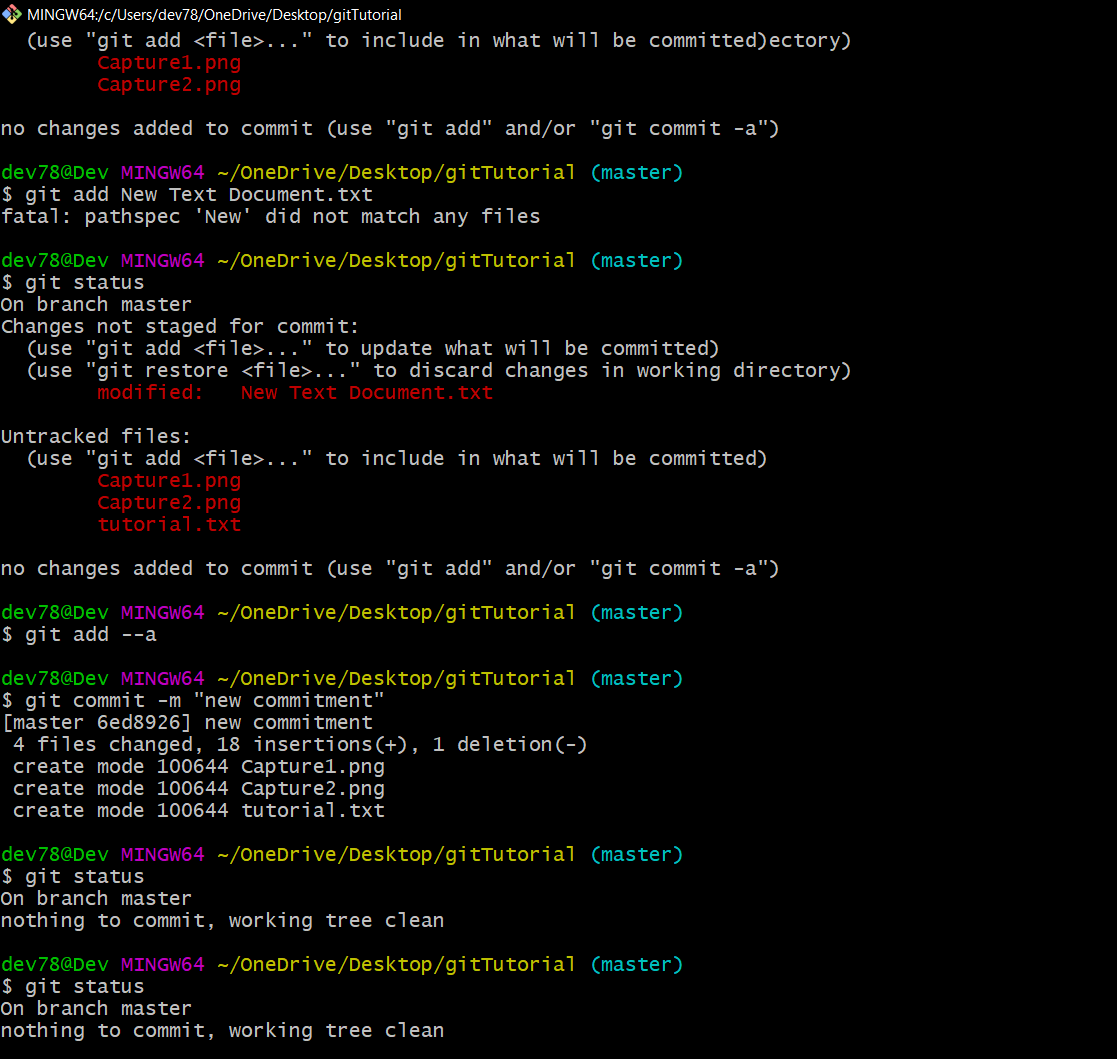 MINGW64:/c/Users/dev78/OneDrive/Desktop/gitTutorial
(use "git add <file>..." to include in what will be committed)ectory)
Capture1.png
Capture2.png
no changes added to commit (use "git add" and/or "git commit -a")
dev78@Dev MINGW64 ~/OneDrive/Desktop/gitTutorial (master)
$ git add New Text Document.txt
fatal: pathspec 'New' did not match any files
dev78@Dev MINGW64 ~/OneDrive/Desktop/gitTutorial (master)
$ git status
On branch master
Changes not staged for commit:
(use "git add <file>..." to update what will be committed)
(use "git restore <file>..." to discard changes in working directory)
modified:   New Text Document.txt
Untracked files:
(use "git add <file>..." to include in what will be committed)
Capture1.png
Capture2.png
tutorial.txt
no changes added to commit (use "git add" and/or "git commit -a")
dev78@Dev MINGW64 ~/OneDrive/Desktop/gitTutorial (master)
$ git add --a
dev78@Dev MINGW64 ~/OneDrive/Desktop/gitTutorial (master)
$ git commit -m "new commitment"
[master 6ed8926] new commitment
4 files changed, 18 insertions(+), 1 deletion(-)
create mode 100644 Capture1.png
create mode 100644 Capture2.png
create mode 100644 tutorial.txt
dev78@Dev MINGW64 ~/OneDrive/Desktop/gitTutorial (master)
$ git status
On branch master
nothing to commit, working tree clean
dev78@Dev MINGW64 ~/OneDrive/Desktop/gitTutorial (master)
$ git status
On branch master
nothing to commit, working tree clean